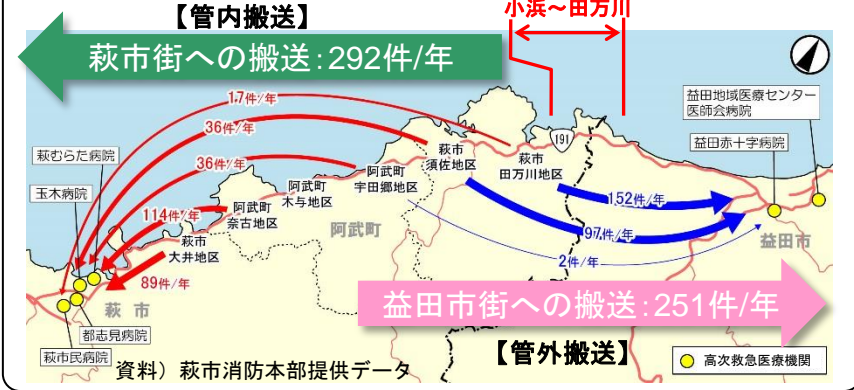 【管内搬送】
小浜～田万川
萩市街への搬送：292件/年
17件/年
36件/年
36件/年
114件/年
89件/年
萩むらた病院
玉木病院
都志見病院
萩市民病院
萩 市
萩市
大井地区
阿武町
奈古地区
阿武町
木与地区
阿武町
宇田郷地区
阿武町
萩市
須佐地区
萩市
田万川地区
191
益田地域医療センター
医師会病院
益田赤十字病院
152件/年
97件/年
2件/年
益田市
益田市街への搬送：251件/年
【管外搬送】
高次救急医療機関
資料）萩市消防本部提供データ